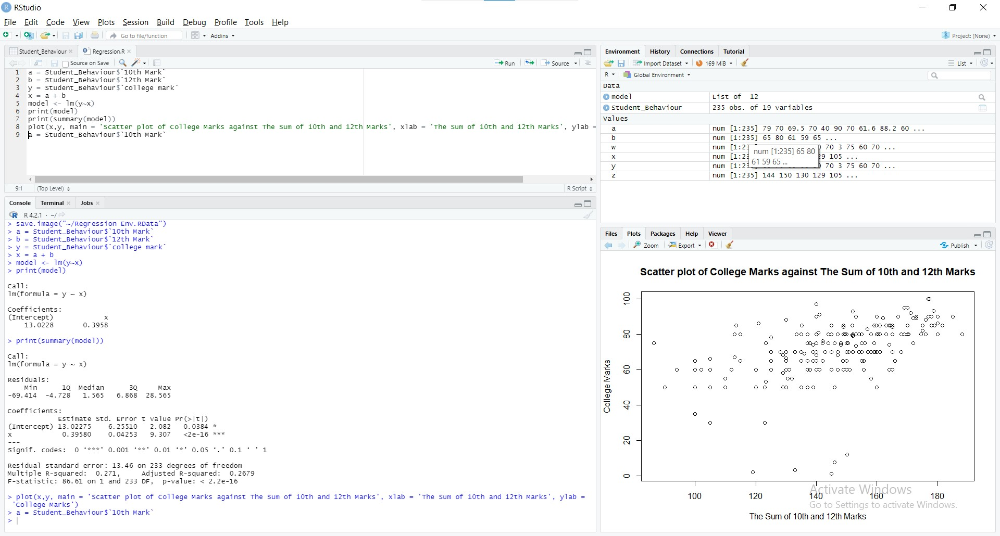 RStudio
File Edit Code View Plots Session Build Debug Profile Tools Help
Go to file/function Addins Project: (None)
Student_Behaviour Regression.R
Source on Save Run Source
1 a = Student_Behaviour$`10th Mark`
2 b = Student_Behaviour$`12th Mark`
3 y = Student_Behaviour$`college mark`
4 x = a + b
5 model <- lm(y~x)
6 print(model)
7 print(summary(model))
8 plot(x,y, main = 'Scatter plot of College Marks against The Sum of 10th and 12th Marks', xlab = 'The Sum of 10th and 12th Marks', ylab =
9 a = Student_Behaviour$`10th Mark`
9:1 (Top Level) R Script
Console Terminal Jobs
R 4.2.1 · ~/
> save.image("~/Regression Env.RData")
> a = Student_Behaviour$`10th Mark`
> b = Student_Behaviour$`12th Mark`
> y = Student_Behaviour$`college mark`
> x = a + b
> model <- lm(y~x)
> print(model)
Call:
lm(formula = y ~ x)
Coefficients:
(Intercept) x
13.0228 0.3958
> print(summary(model))
Call:
lm(formula = y ~ x)
Residuals:
Min 1Q Median 3Q Max
-69.414 -4.728 1.565 6.868 28.565
Coefficients:
Estimate Std. Error t value Pr(>|t|)
(Intercept) 13.02275 6.25510 2.082 0.0384 *
x 0.39580 0.04253 9.307 <2e-16 ***
---
Signif. codes: 0 ‘***’ 0.001 ‘**’ 0.01 ‘*’ 0.05 ‘.’ 0.1 ‘ ’ 1
Residual standard error: 13.46 on 233 degrees of freedom
Multiple R-squared: 0.271, Adjusted R-squared: 0.2679
F-statistic: 86.61 on 1 and 233 DF, p-value: < 2.2e-16
> plot(x,y, main = 'Scatter plot of College Marks against The Sum of 10th and 12th Marks', xlab = 'The Sum of 10th and 12th Marks', ylab =
'College Marks')
> a = Student_Behaviour$`10th Mark`
>
Environment History Connections Tutorial
Import Dataset 169 MiB List
R Global Environment
Data
model List of 12
Student_Behaviour 235 obs. of 19 variables
Values
a num [1:235] 79 70 69.5 70 40 90 70 61.6 88.2 60 ...
b num [1:235] 65 80 61 59 65 ...
w num [1:23 70 3 75 60 70 ...
x num [1:23 29 105 ...
y num [1:23 70 3 75 60 70 ...
z num [1:235] 144 150 130 129 105 ...
num [1:235] 65 80
61 59 65 ...
Files Plots Packages Help Viewer
Zoom Export Publish
Scatter plot of College Marks against The Sum of 10th and 12th Marks
College Marks
100
80
60
40
20
0
100 120 140 160 180
The Sum of 10th and 12th Marks
Activate Windows
Go to Settings to activate Windows.